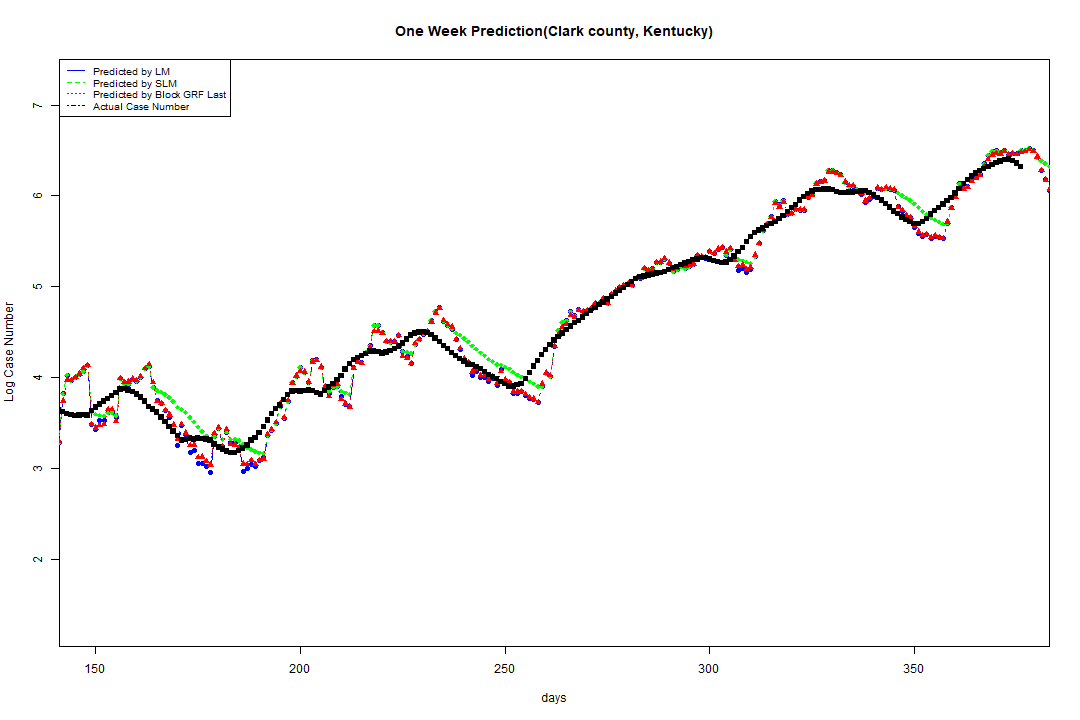 One Week Prediction(Clark county, Kentucky)
Predicted by LM
Predicted by SLM
Predicted by Block GRF Last
Actual Case Number
7
6
5
4
3
2
Log Case Number
150 200 250 300 350
days